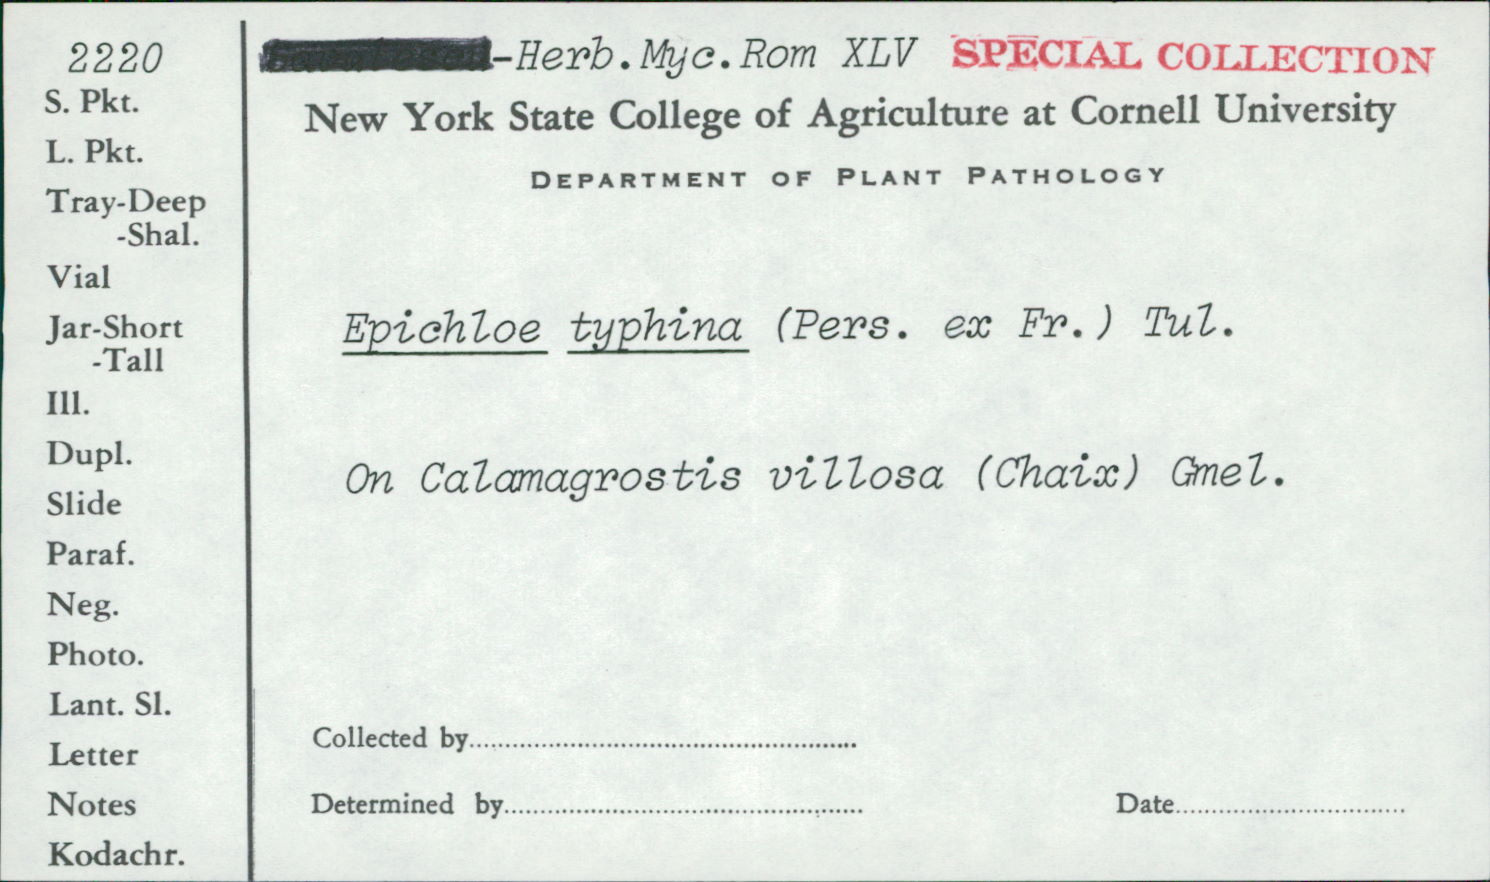 2220
-Herb. Myc. Rom XLV SPECIAL COLLECTION
New York State College of Agriculture at Cornell University
DEPARTMENT OF PLANT PATHOLOGY
S. Pkt.
L. Pkt.
Tray-Deep
-Shal.
Vial
Jar-Short
-Tall
Ill.
Dupl.
Slide
Paraf.
Neg.
Photo.
Lant. Sl.
Letter
Notes
Kodachr.
Epichloe typhina (Pers. ex Fr.) Tul.
On Calamagrostis villosa (Chaix) Gmel.
Collected by
Determined by
Date